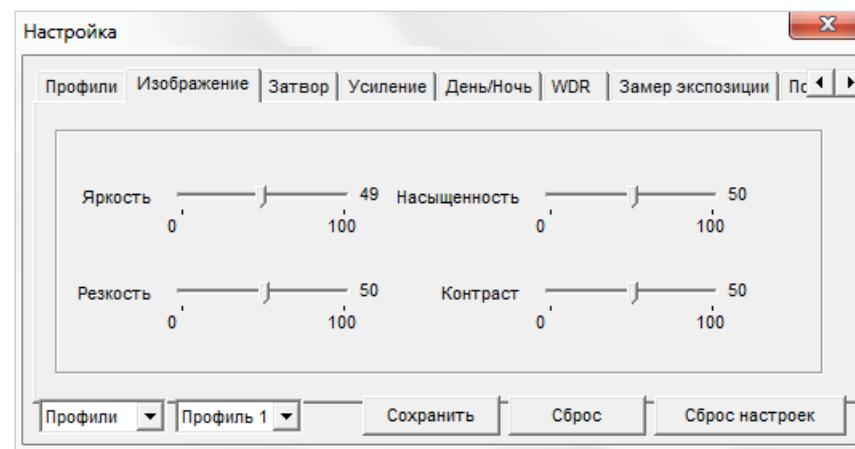 Настройка
Профили Изображение Затвор Усиление День/Ночь WDR Замер экспозиции
Яркость 49 Насыщенность 50
0 100 0 100
Резкость 50 Контраст 50
0 100 0 100
Профили Профиль 1 Сохранить Сброс Сброс настроек